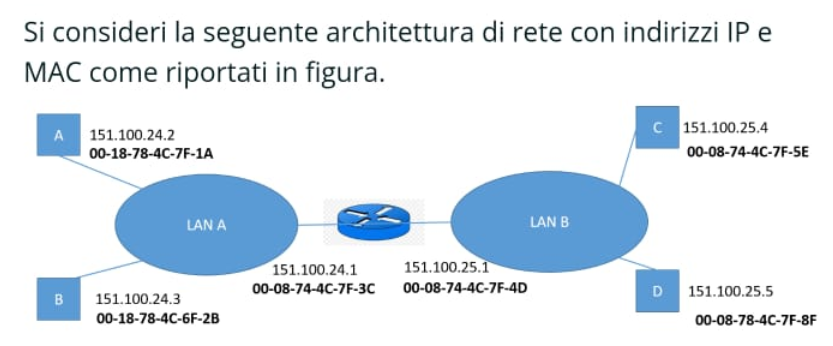 Si consideri la seguente architettura di rete con indirizzi IP e
MAC come riportati in figura.
A
151.100.24.2
00-18-78-4C-7F-1A
C
151.100.25.4
00-08-74-4C-7F-5E
LAN A
LAN B
151.100.24.1
00-08-74-4C-7F-3C
151.100.25.1
00-08-74-4C-7F-4D
B
151.100.24.3
00-18-78-4C-6F-2B
D
151.100.25.5
00-08-78-4C-7F-8F